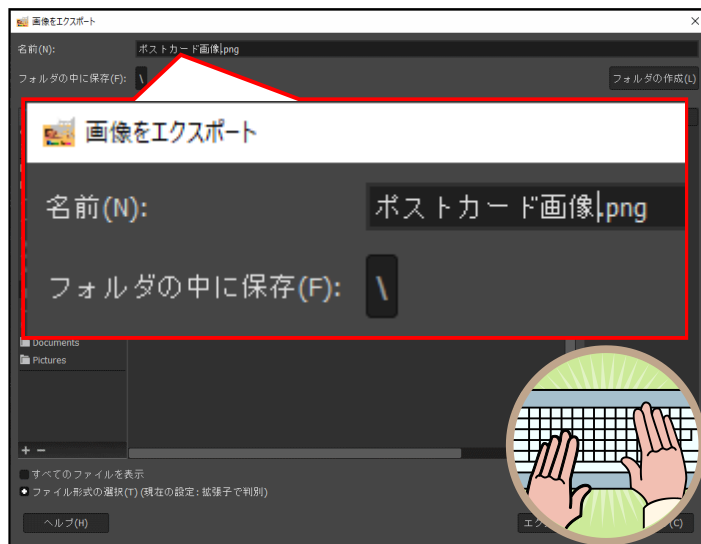 画像をエクスポート
名前(N):
ポストカード画像.png
フォルダの中に保存(F):
\
フォルダの作成(L)
画像をエクスポート
名前(N):
ポストカード画像.png
フォルダの中に保存(F):
\
Documents
Pictures
すべてのファイルを表示
ファイル形式の選択(T) (現在の設定: 拡張子で判別)
ヘルプ(H)